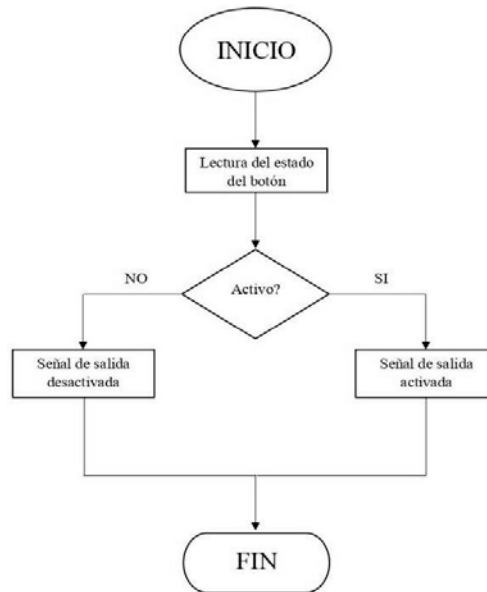 INICIO
Lectura del estado
del botón
Activo?
NO
SI
Señal de salida
desactivada
Señal de salida
activada
FIN